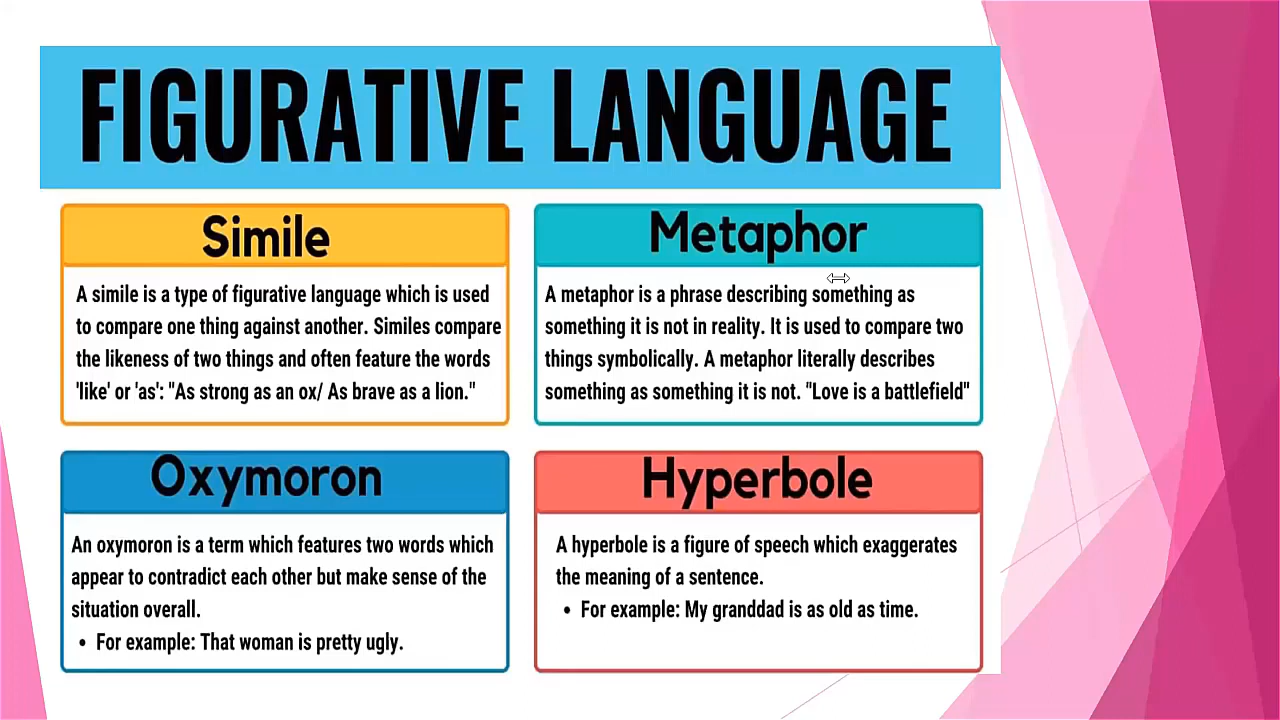 FIGURATIVE LANGUAGE
Simile
A simile is a type of figurative language which is used
to compare one thing against another. Similes compare
the likeness of two things and often feature the words
'like' or 'as': "As strong as an ox/ As brave as a lion."
Metaphor
A metaphor is a phrase describing something as
something it is not in reality. It is used to compare two
things symbolically. A metaphor literally describes
something as something it is not. "Love is a battlefield"
Oxymoron
An oxymoron is a term which features two words which
appear to contradict each other but make sense of the
situation overall.
• For example: That woman is pretty ugly.
Hyperbole
A hyperbole is a figure of speech which exaggerates
the meaning of a sentence.
• For example: My granddad is as old as time.